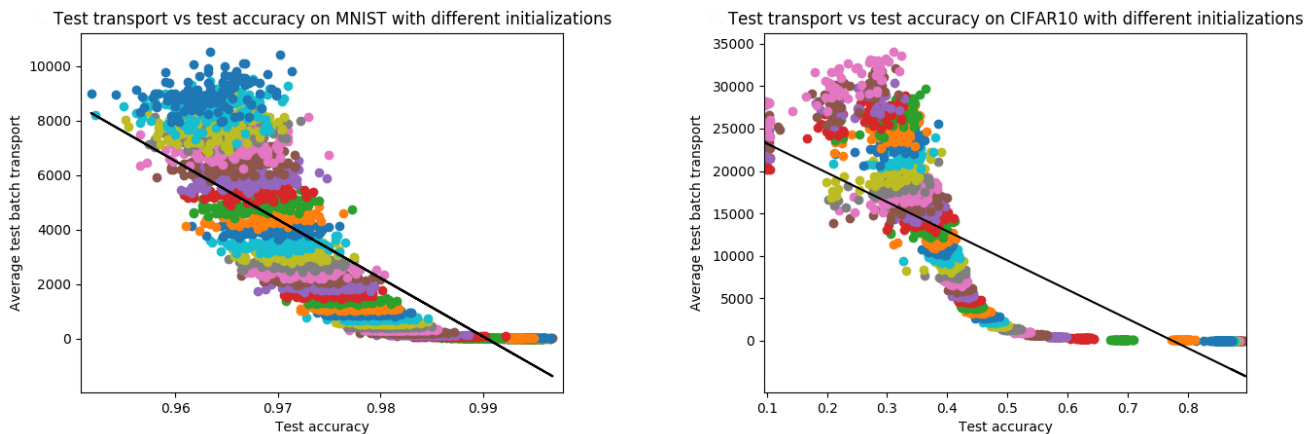 Test transport vs test accuracy on MNIST with different initializations
10000
8000
6000
4000
2000
0
Average test batch transport
0.96 0.97 0.98 0.99
Test accuracy
Test transport vs test accuracy on CIFAR10 with different initializations
35000
30000
25000
20000
15000
10000
5000
0
Average test batch transport
0.1 0.2 0.3 0.4 0.5 0.6 0.7 0.8
Test accuracy